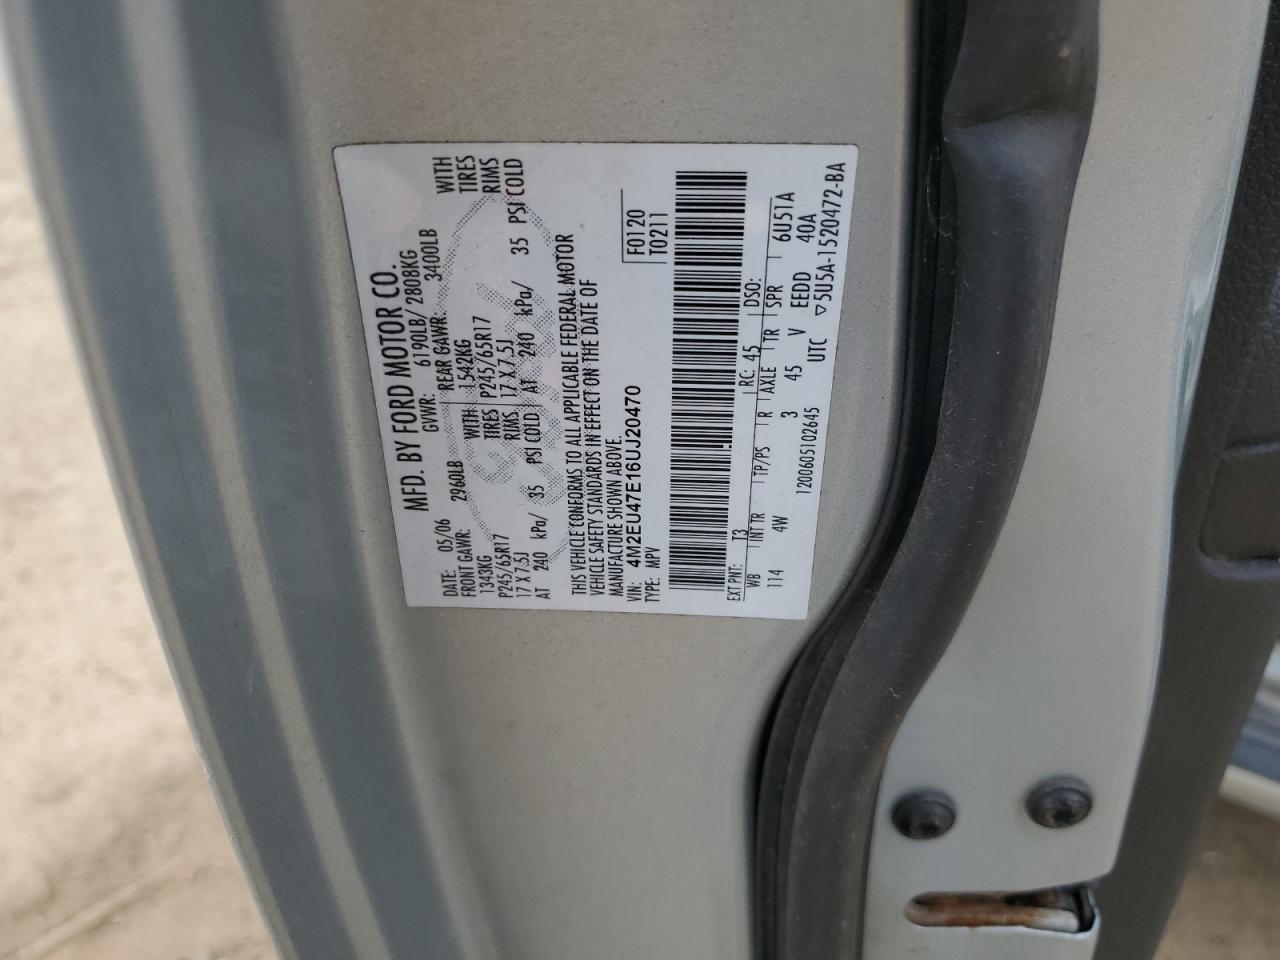 MFD. BY FORD MOTOR CO.
DATE: 05/06 GVWR: 6190LB/ 2808KG
FRONT GAWR: 2960LB REAR GAWR: 3400LB
1343KG WITH 1542KG WITH
P245/65R17 TIRES P245/65R17 TIRES
17 X 7.5J RIMS 17 X 7.5J RIMS
AT 240 kPa/ 35 PSI COLD AT 240 kPa/ 35 PSI COLD
THIS VEHICLE CONFORMS TO ALL APPLICABLE FEDERAL MOTOR
VEHICLE SAFETY STANDARDS IN EFFECT ON THE DATE OF
MANUFACTURE SHOWN ABOVE.
VIN: 4M2EU47E16UJ20470 F0120
TYPE: MPV T0211
EXT PNT: T3 RC: 45 DSO:
WB INT TR TP/PS R AXLE TR SPR 6U51A
114 4W 3 45 V EEDD 40A
1200605102645 UTC ▽5U5A-1520472-BA